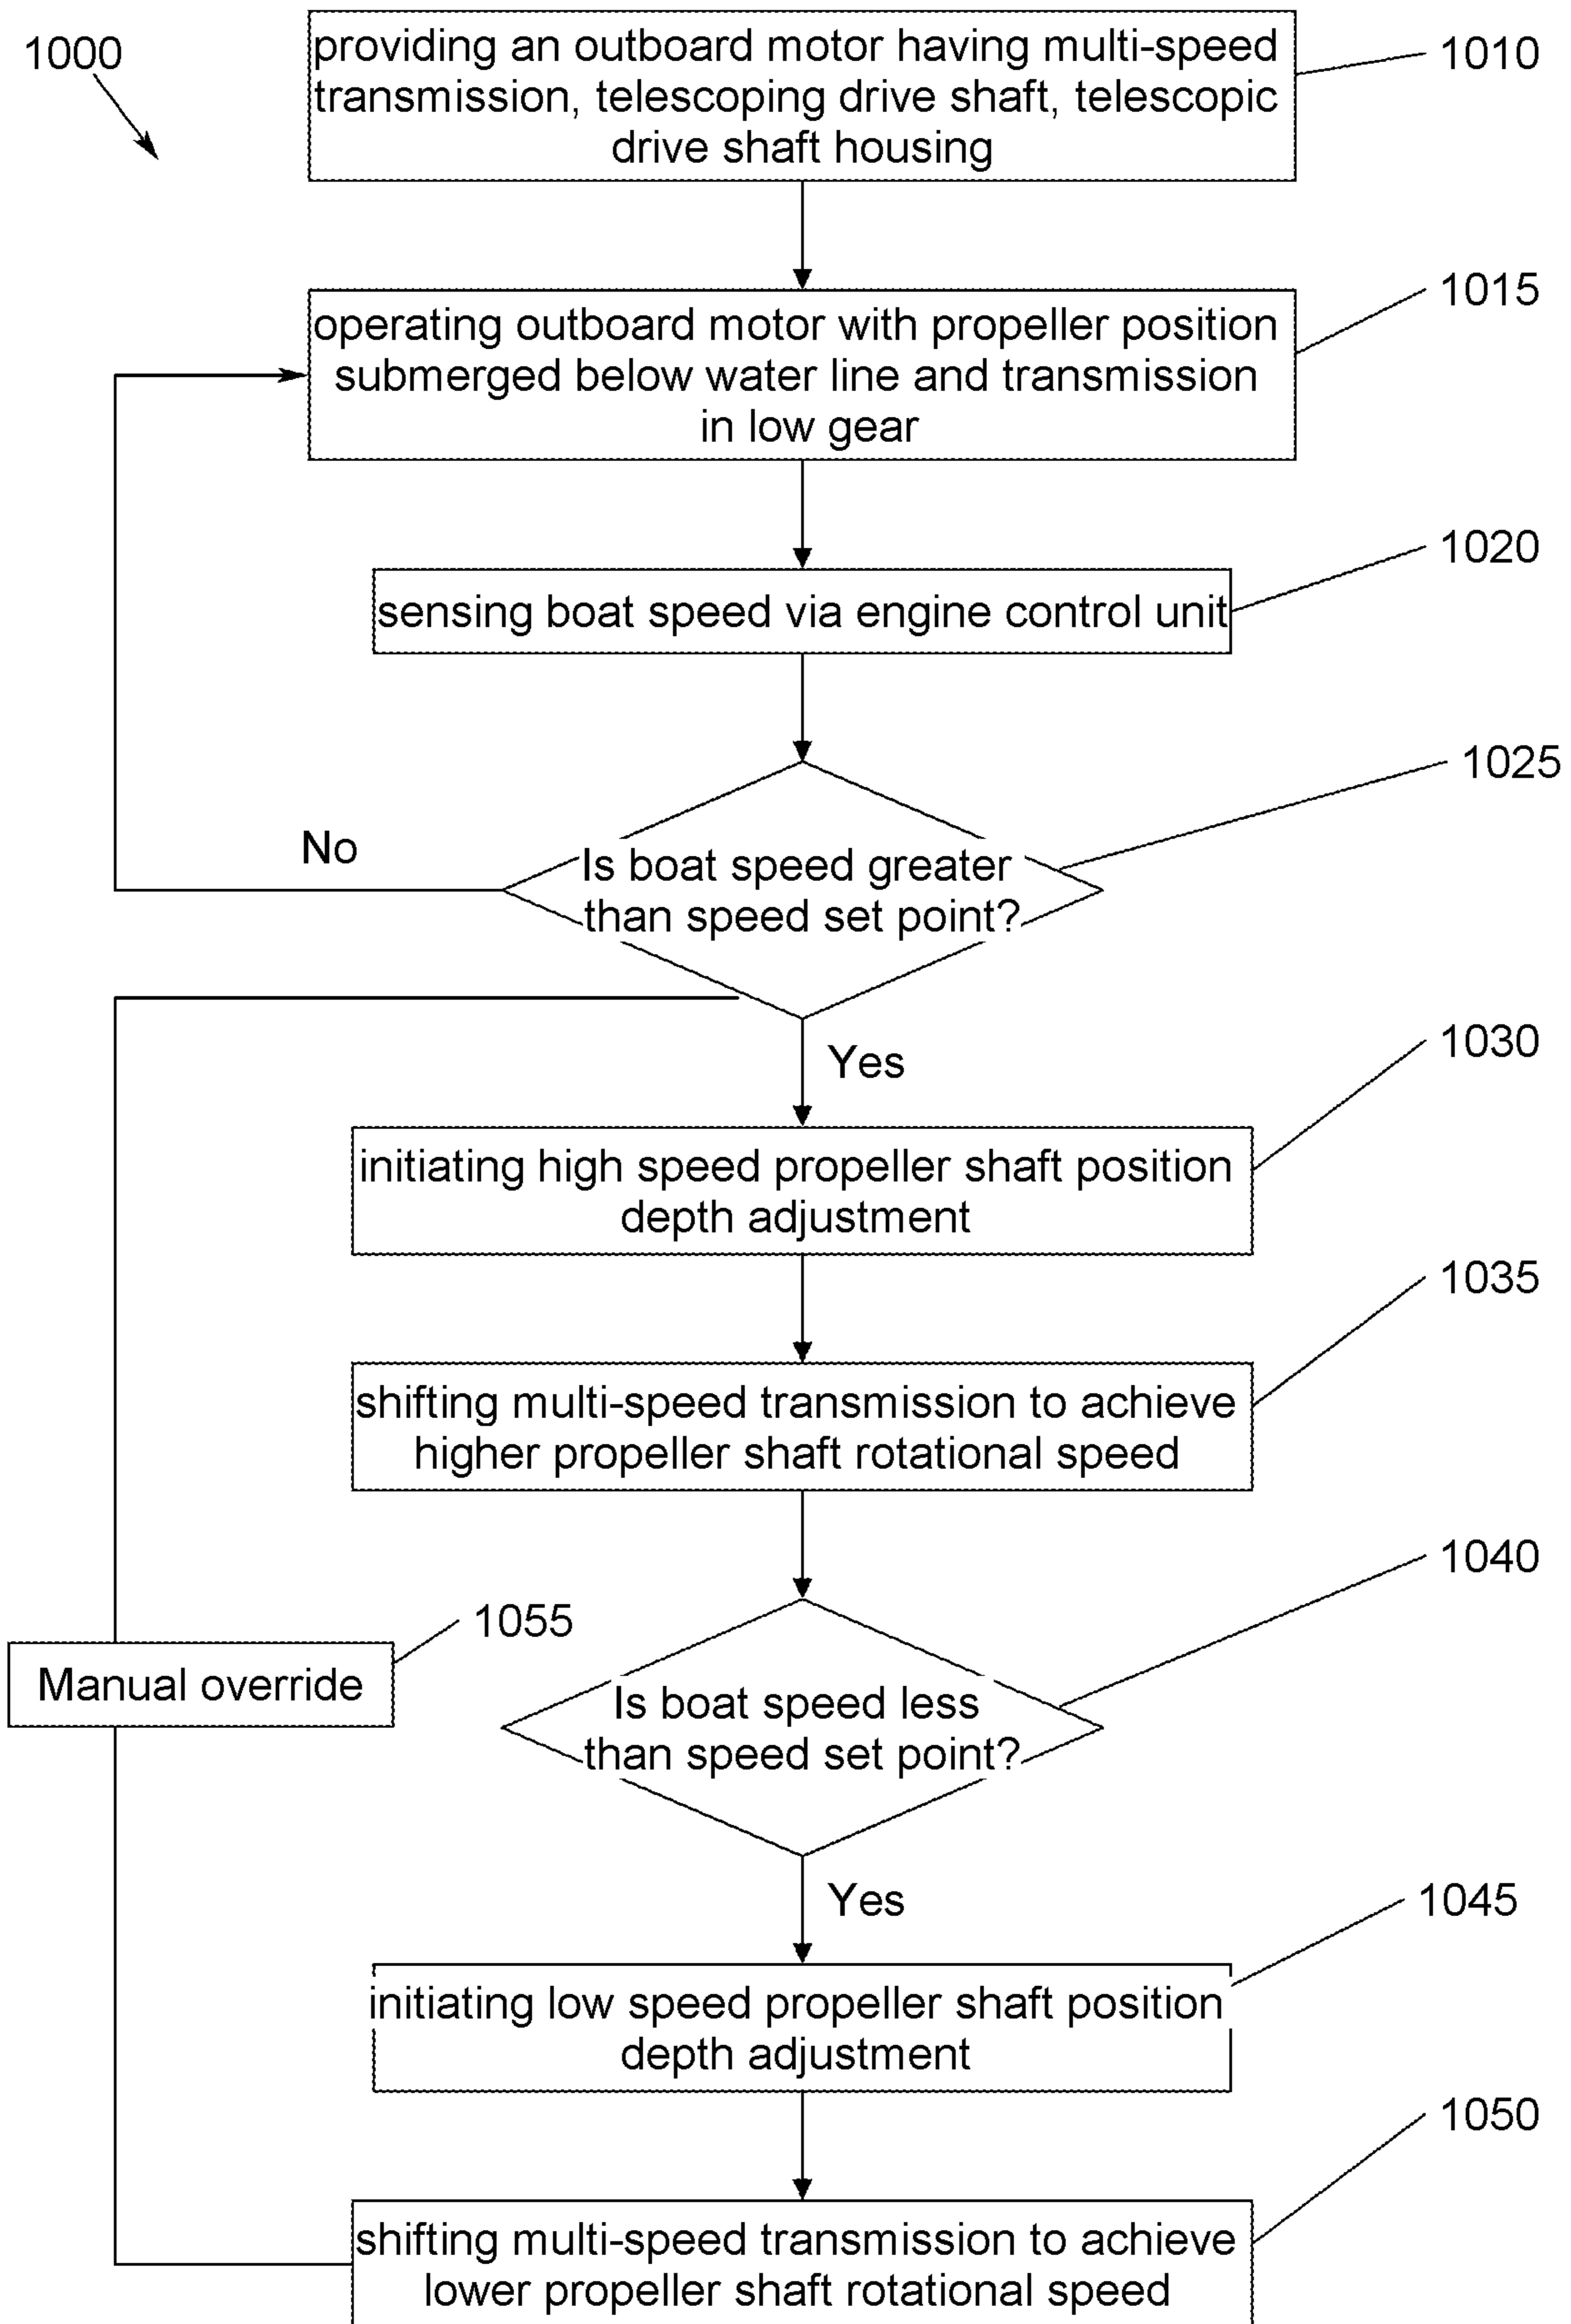 1000
providing an outboard motor having multi-speed
transmission, telescoping drive shaft, telescopic
drive shaft housing
1010
operating outboard motor with propeller position
submerged below water line and transmission
in low gear
1015
sensing boat speed via engine control unit
1020
Is boat speed greater
than speed set point?
1025
No
Yes
initiating high speed propeller shaft position
depth adjustment
1030
shifting multi-speed transmission to achieve
higher propeller shaft rotational speed
1035
Is boat speed less
than speed set point?
1040
Manual override
1055
Yes
initiating low speed propeller shaft position
depth adjustment
1045
shifting multi-speed transmission to achieve
lower propeller shaft rotational speed
1050